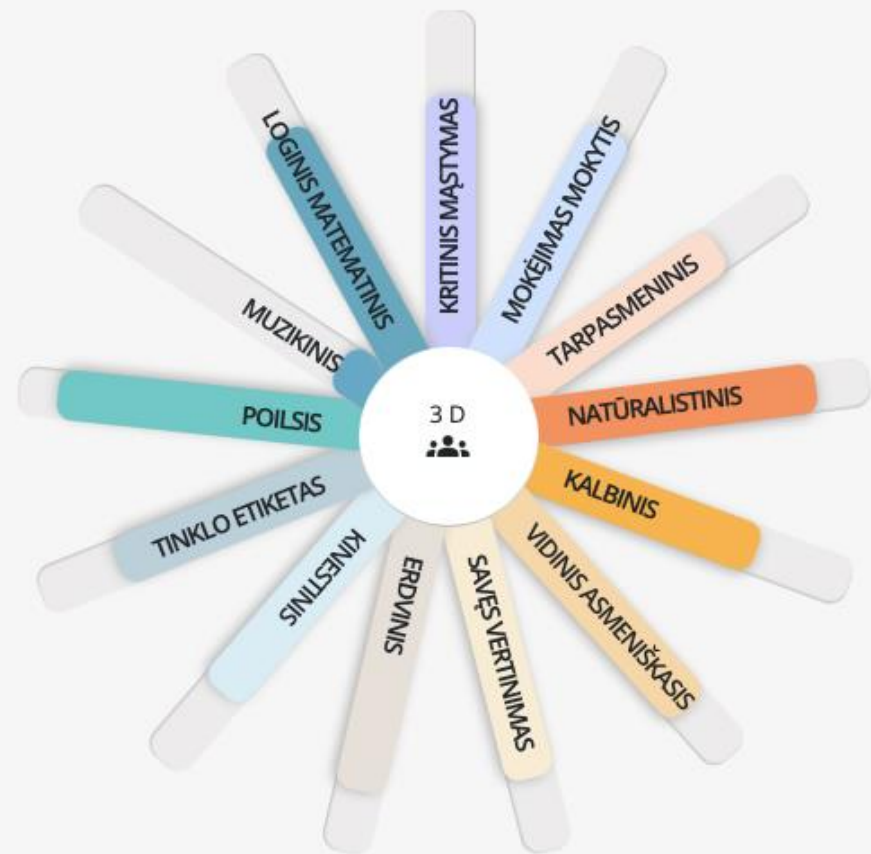 KRITINIS MĄSTYMAS
MOKĖJIMAS MOKYTIS
TARPASMENINIS
NATŪRALISTINIS
KALBINIS
VIDINIS ASMENIŠKASIS
SAVĘS VERTINIMAS
ERDVINIS
KINESTINIS
TINKLO ETIKETAS
POILSIS
MUZIKINIS
LOGINIS MATEMATINIS
3 D